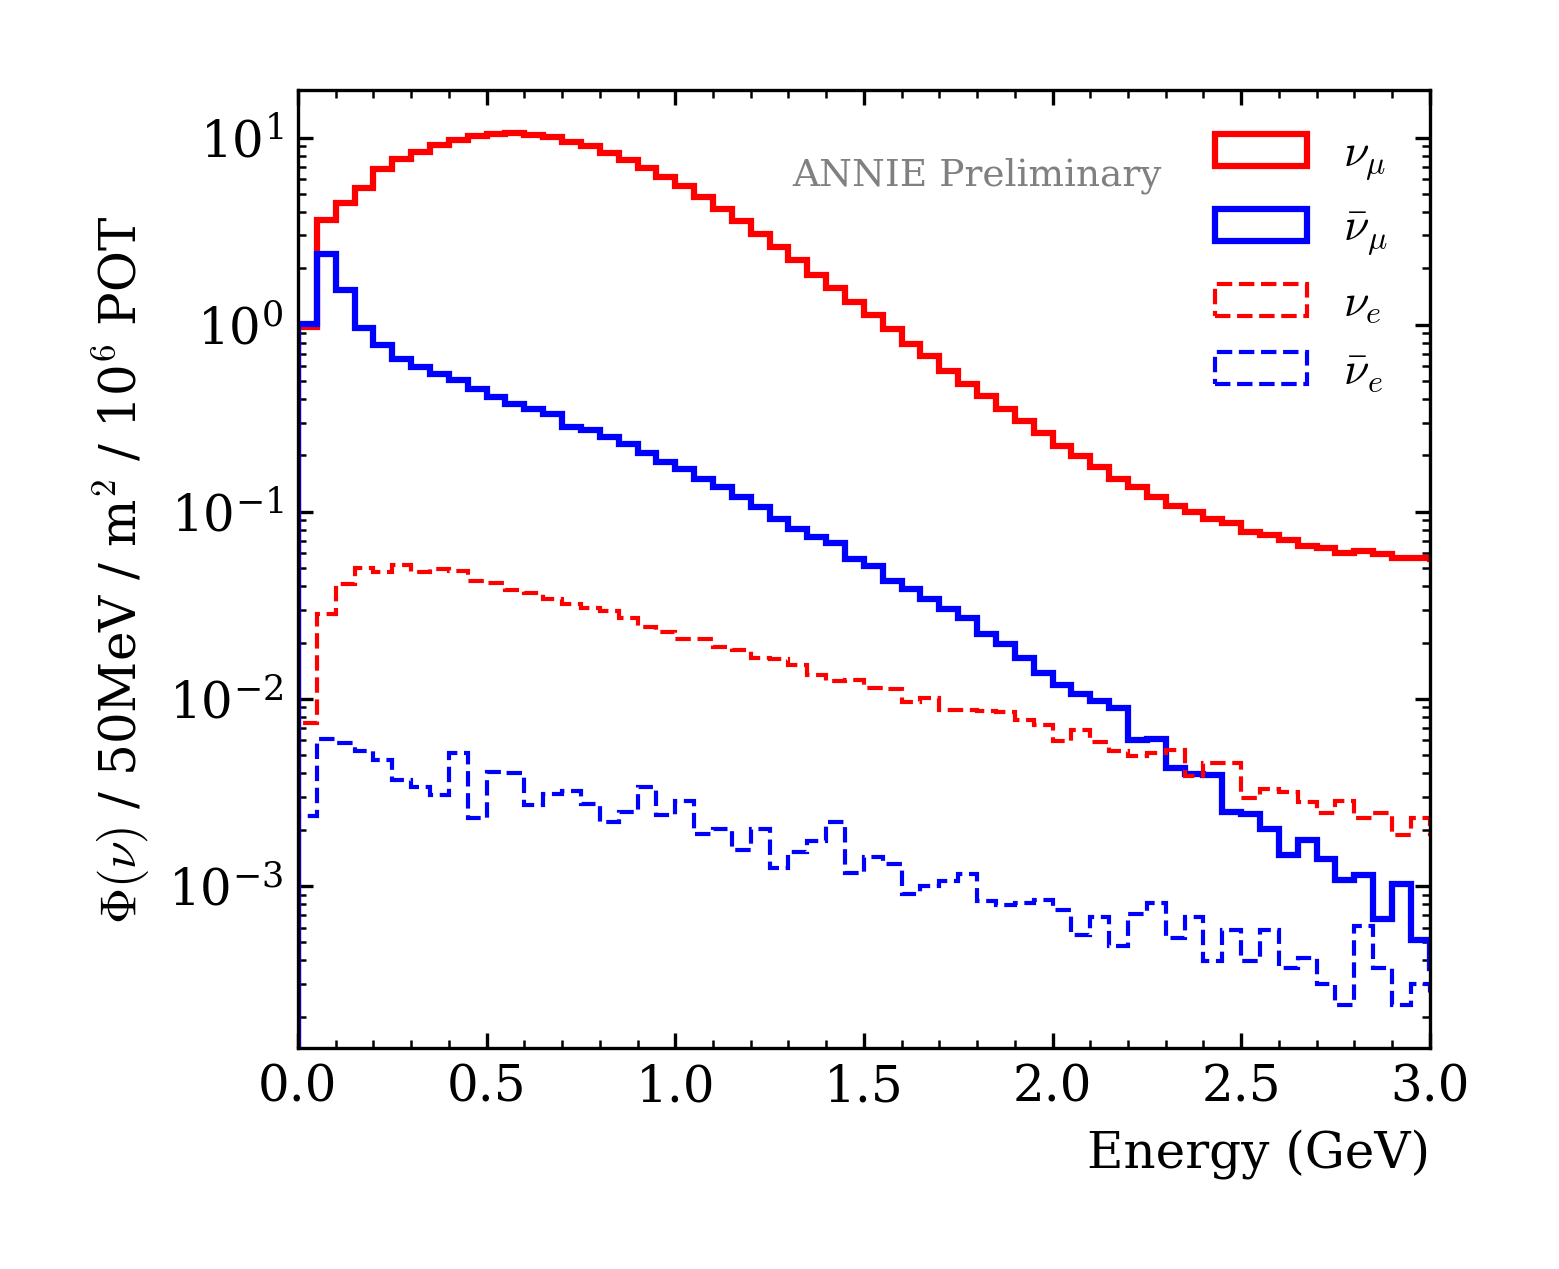 Φ(ν) / 50MeV / m² / 10⁶ POT
10¹
10⁰
10⁻¹
10⁻²
10⁻³
ANNIE Preliminary
ν_μ
ν̄_μ
ν_e
ν̄_e
0.0 0.5 1.0 1.5 2.0 2.5 3.0
Energy (GeV)